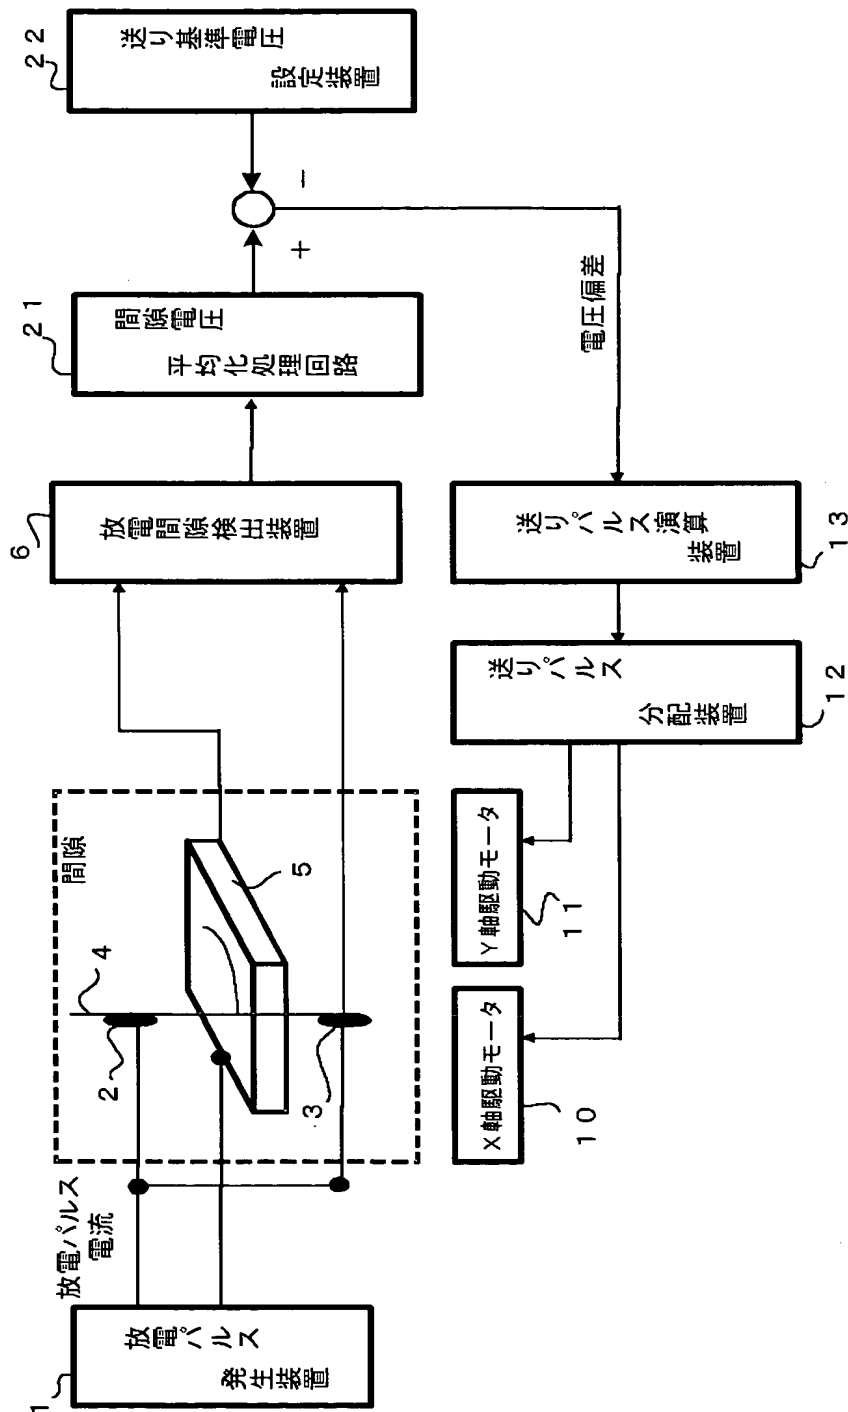 1
放電パルス
発生装置
放電パルス
電流
間隙
2
3
4
5
6
放電間隙検出装置
21
間隙電圧
平均化処理回路
+
-
22
送り基準電圧
設定装置
X軸駆動モータ
10
Y軸駆動モータ
11
送りパルス
分配装置
12
送りパルス演算
装置
13
電圧偏差